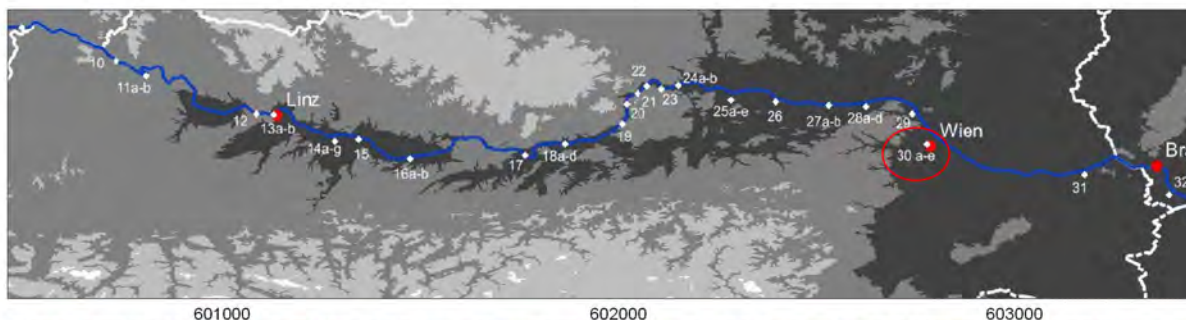 10
11a-b
12
Linz
13a-b
14a-g
15
16a-b
17
18a-d
19
20
22
21
23
24a-b
25a-e
26
27a-b
28a-d
29
Wien
30 a-e
31
Bra
32
601000
602000
603000